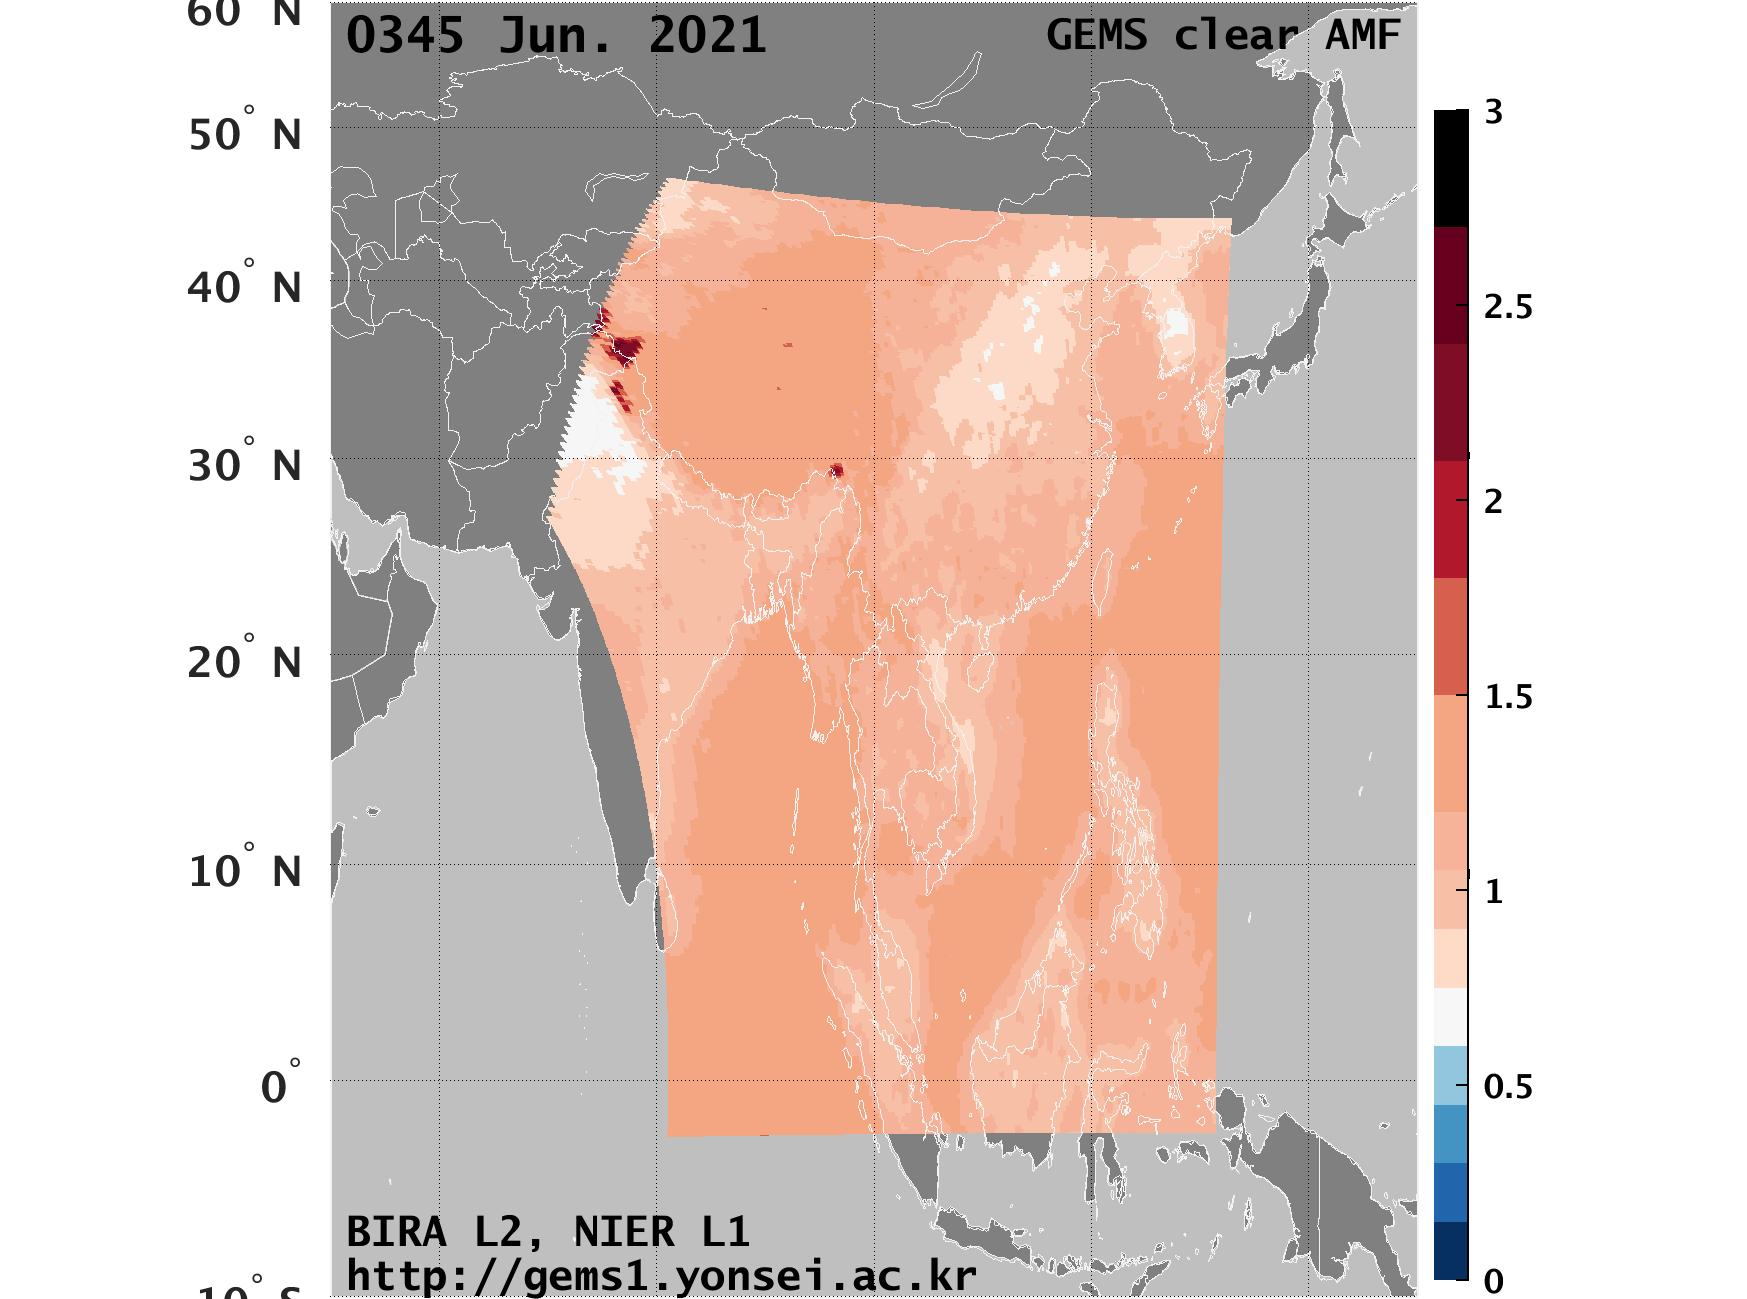 60 N
0345 Jun. 2021
GEMS clear AMF
50° N
40° N
30° N
20° N
10° N
0°
10° S
3
2.5
2
1.5
1
0.5
0
BIRA L2, NIER L1
http://gems1.yonsei.ac.kr